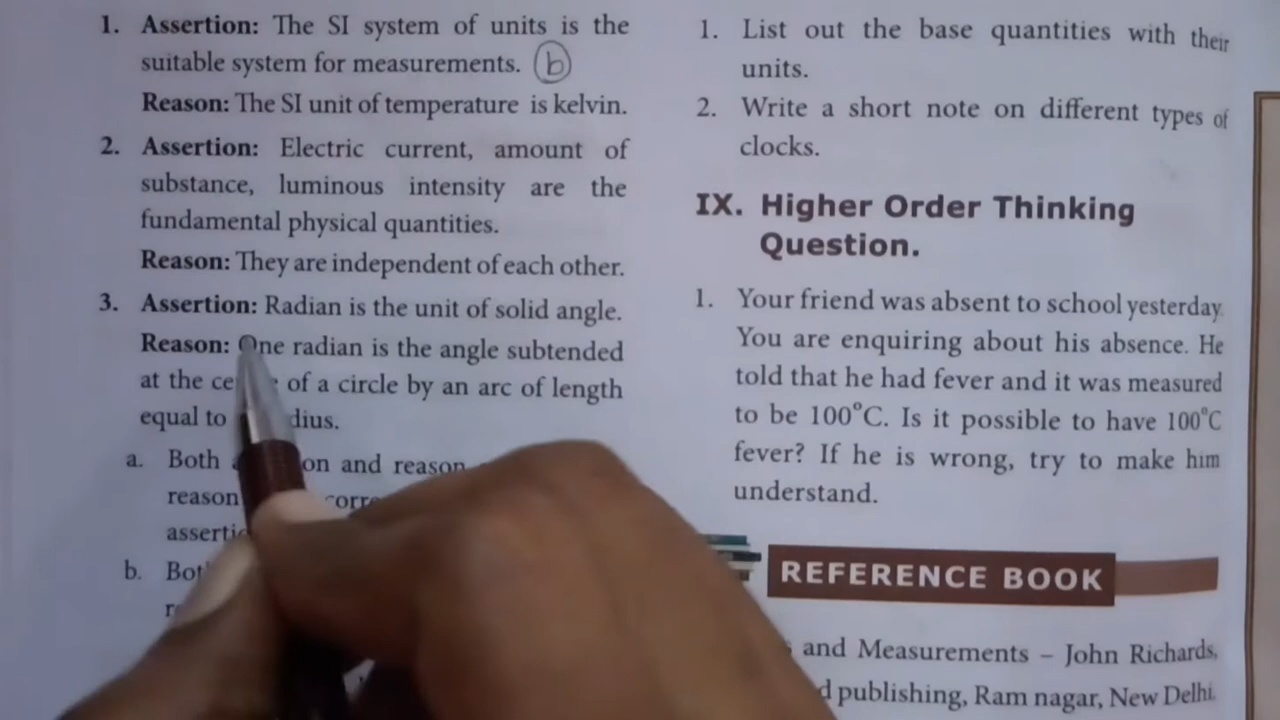 1. Assertion: The SI system of units is the
suitable system for measurements. b
Reason: The SI unit of temperature is kelvin.
2. Assertion: Electric current, amount of
substance, luminous intensity are the
fundamental physical quantities.
Reason: They are independent of each other.
3. Assertion: Radian is the unit of solid angle.
Reason: One radian is the angle subtended
at the of a circle by an arc of length
equal to
a. Both and reason
reason
b.
1. List out the base quantities with their
units.
2. Write a short note on different types of
clocks.
IX. Higher Order Thinking
Question.
1. Your friend was absent to school yesterday.
You are enquiring about his absence. He
told that he had fever and it was measured
to be 100°C. Is it possible to have 100°C
fever? If he is wrong, try to make him
understand.
REFERENCE BOOK
and Measurements – John Richards,
publishing, Ram nagar, New Delhi.